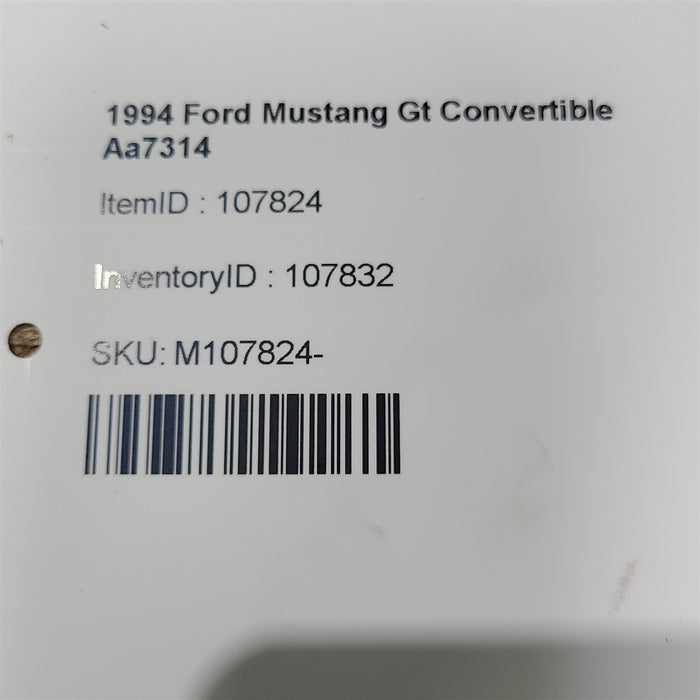 1994 Ford Mustang Gt Convertible
Aa7314
ItemID : 107824
InventoryID : 107832
SKU: M107824-